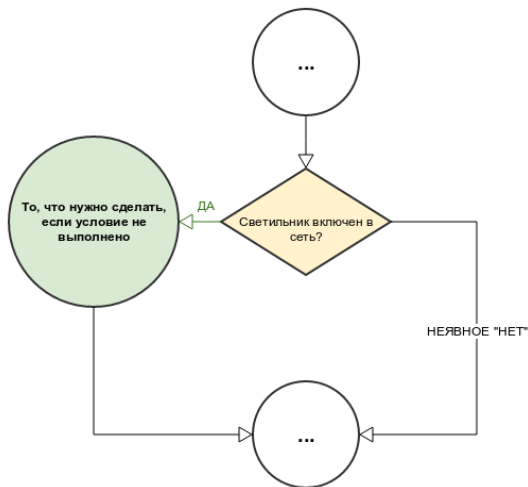 ...
ДА
То, что нужно сделать,
если условие не
выполнено
Светильник включен в
сеть?
НЕЯВНОЕ "НЕТ"
...